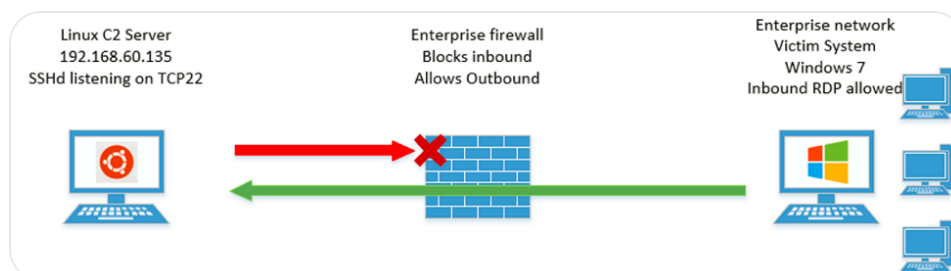 Linux C2 Server
192.168.60.135
SSHd listening on TCP22
Enterprise firewall
Blocks inbound
Allows Outbound
Enterprise network
Victim System
Windows 7
Inbound RDP allowed